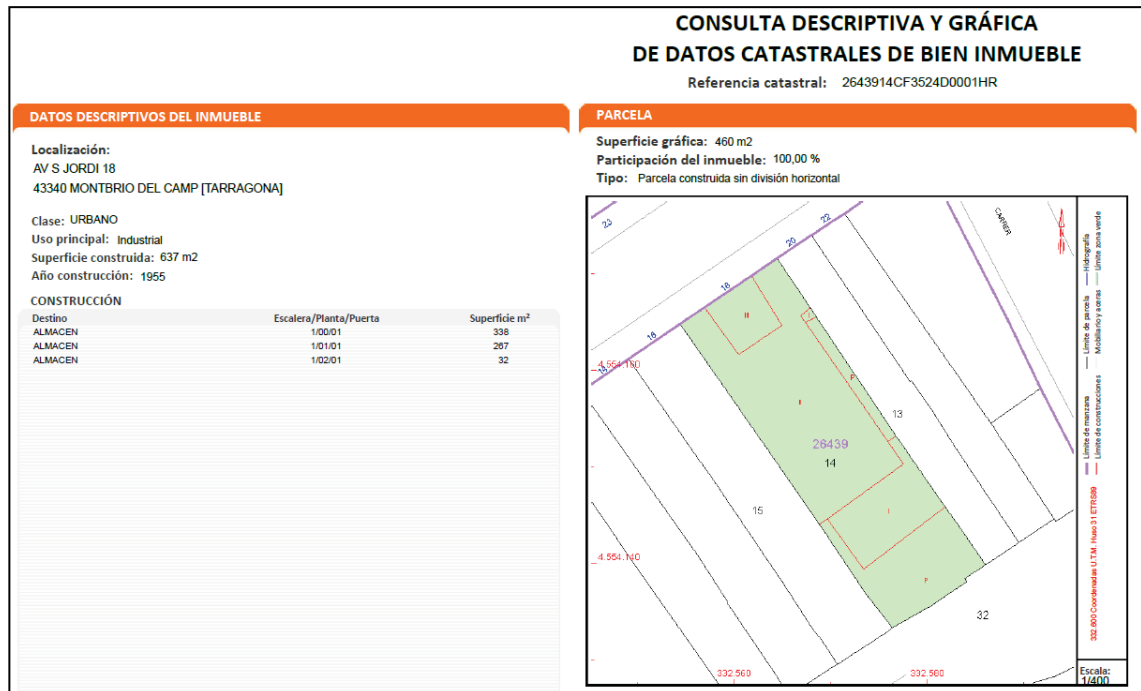 CONSULTA DESCRIPTIVA Y GRÁFICA
DE DATOS CATASTRALES DE BIEN INMUEBLE
Referencia catastral: 2643914CF3524D0001HR
DATOS DESCRIPTIVOS DEL INMUEBLE
Localización:
AV S JORDI 18
43340 MONTBRIO DEL CAMP [TARRAGONA]
Clase: URBANO
Uso principal: Industrial
Superficie construida: 637 m2
Año construcción: 1955
CONSTRUCCIÓN
Destino Escalera/Planta/Puerta Superficie m²
ALMACEN 1/00/01 338
ALMACEN 1/01/01 267
ALMACEN 1/02/01 32
PARCELA
Superficie gráfica: 460 m2
Participación del inmueble: 100,00 %
Tipo: Parcela construida sin división horizontal
23
22
20
18
16
14
CARRER
III
I
P
II
4.554.160
13
26439
14
15
I
4.554.140
P
32
332.560
332.580
Límite de manzana
Límite de parcela
Hidrografía
Límite de construcciones
Mobiliario y aceras
Límite zona verde
332.600 Coordenadas U.T.M. Huso 31 ETRS89
Escala:
1/400